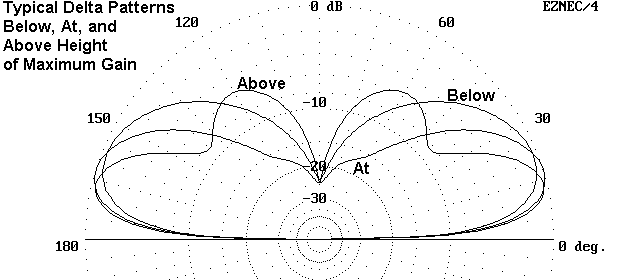 Typical Delta Patterns
Below, At, and
Above Height
of Maximum Gain
0 dB
EZNEC/4
120
60
Above
Below
-10
150
30
-20
At
-30
180
0 deg.